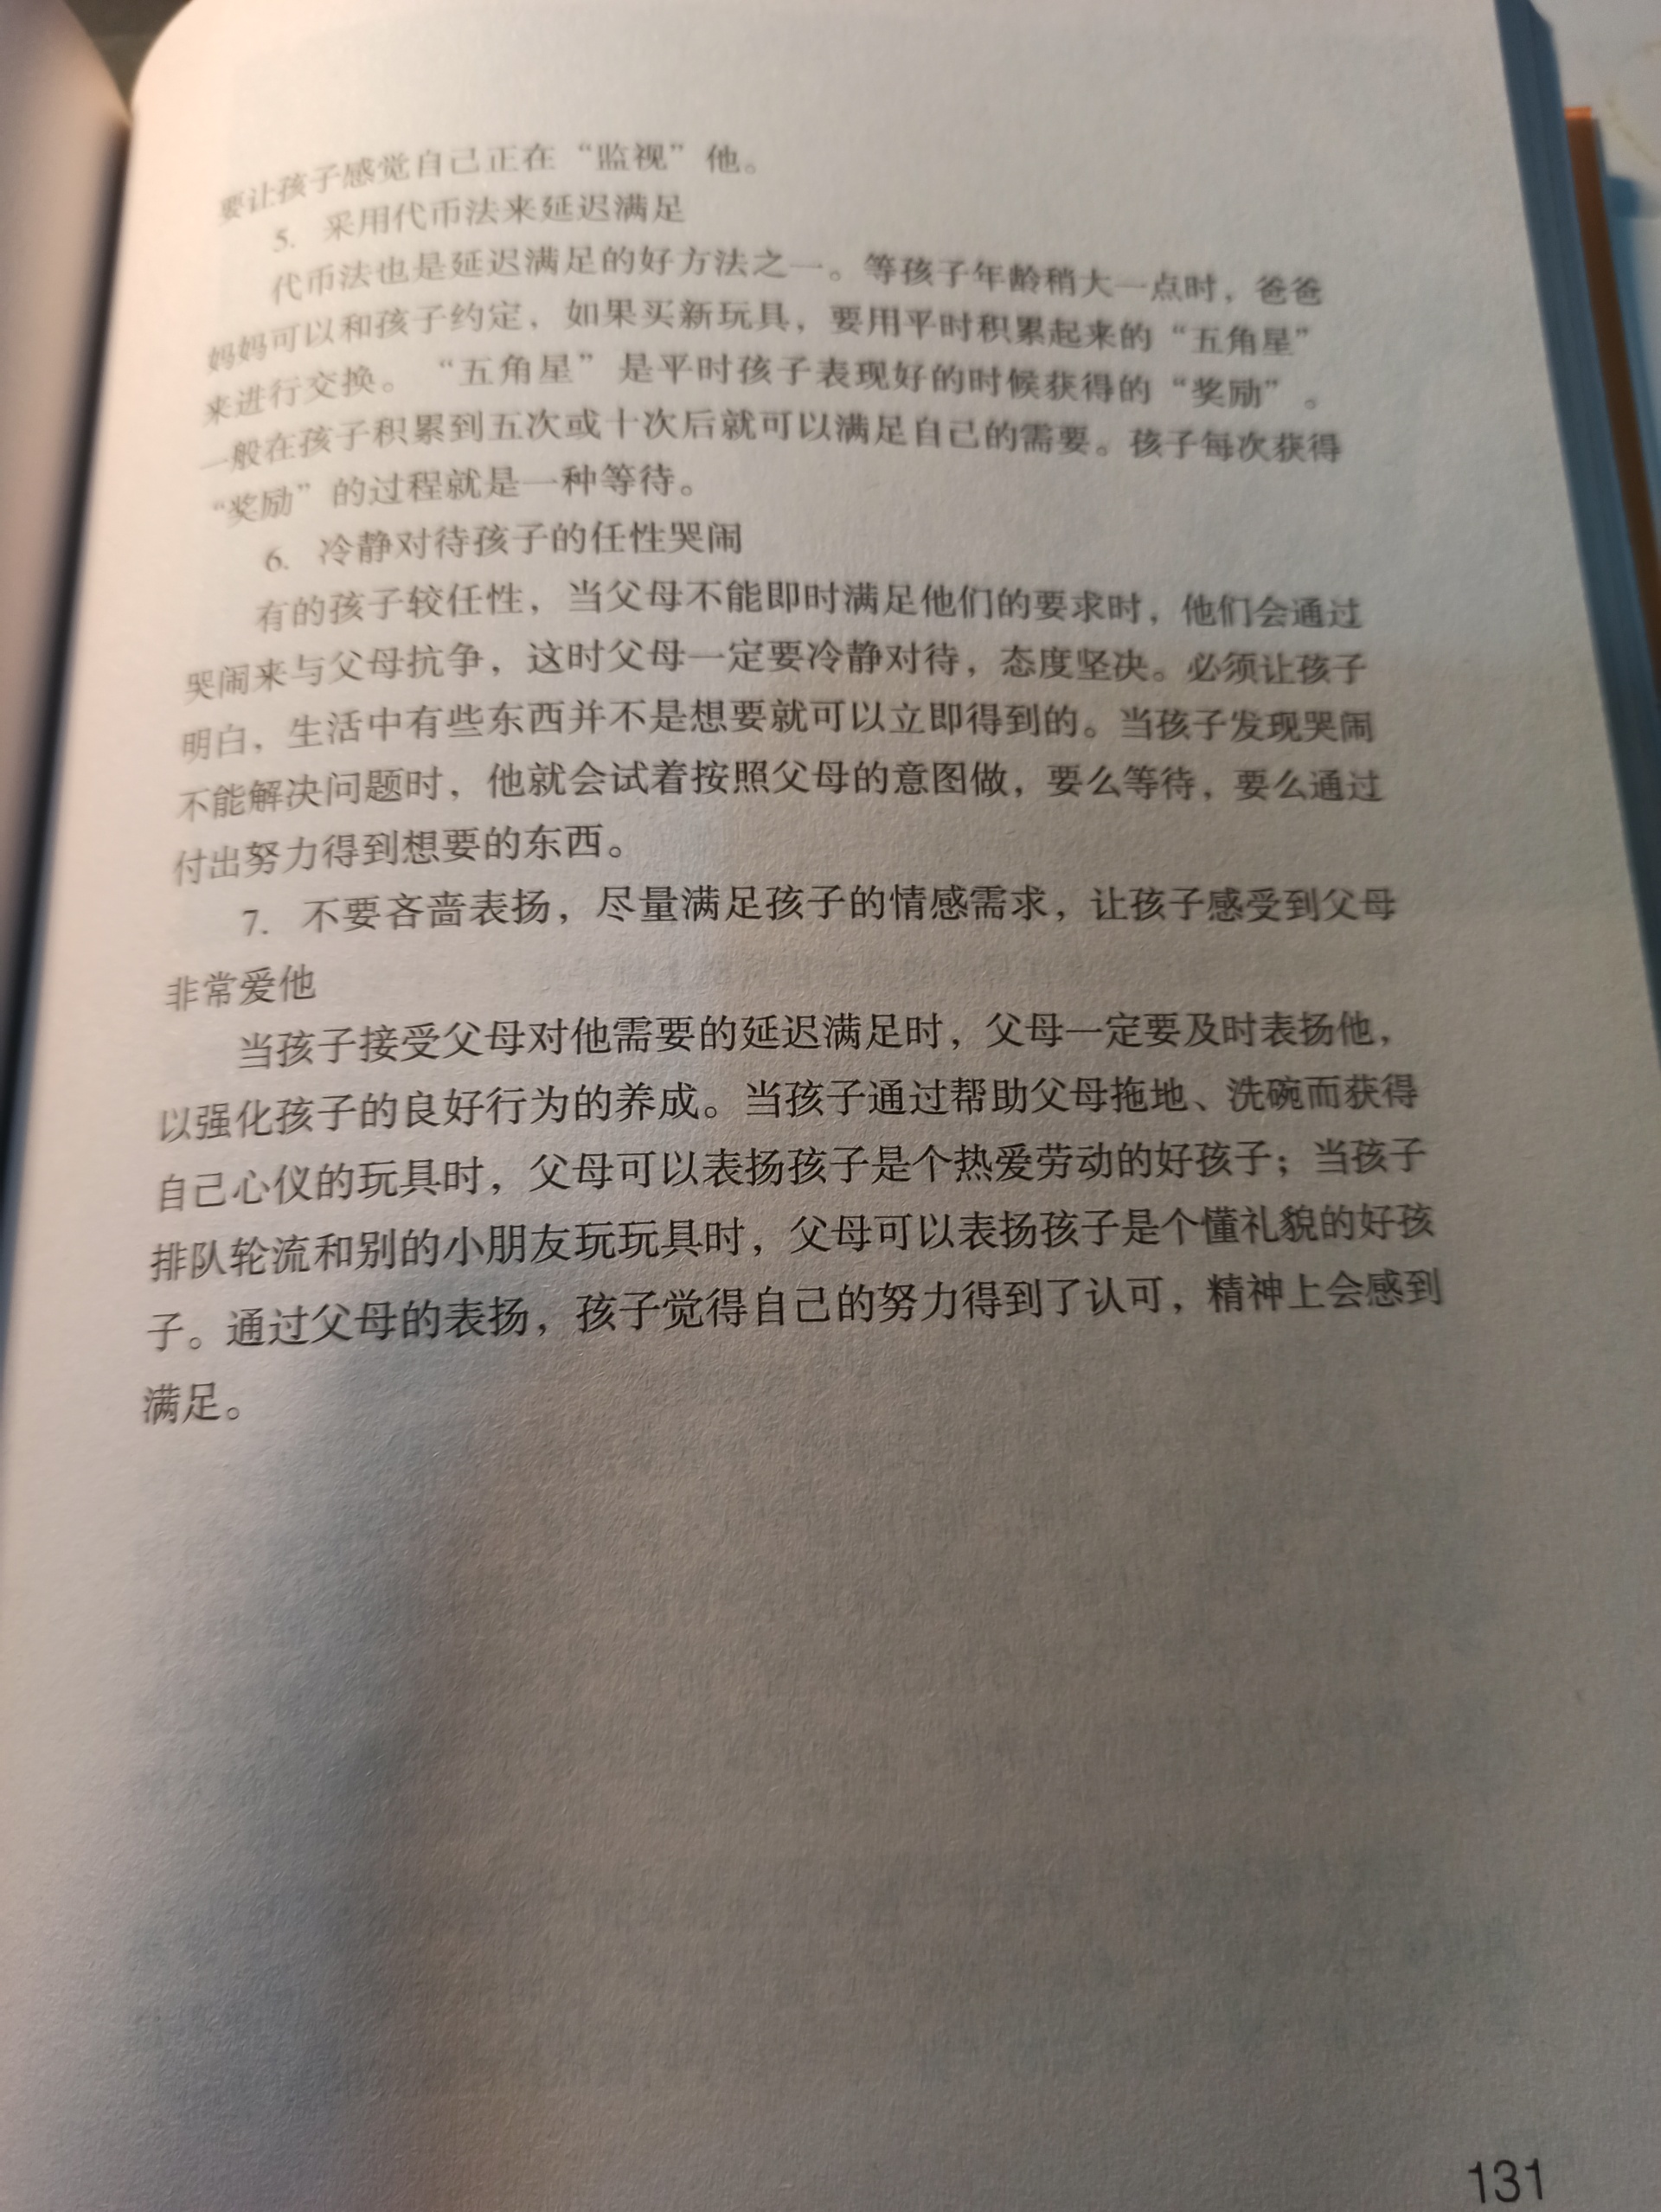 要让孩子感觉自己正在“监视”他。
5. 采用代币法来延迟满足
代币法也是延迟满足的好方法之一。等孩子年龄稍大一点时，爸爸
妈妈可以和孩子约定，如果买新玩具，要用平时积累起来的“五角星”
来进行交换。“五角星”是平时孩子表现好的时候获得的“奖励”。
一般在孩子积累到五次或十次后就可以满足自己的需要。孩子每次获得
“奖励”的过程就是一种等待。
6. 冷静对待孩子的任性哭闹
有的孩子较任性，当父母不能即时满足他们的要求时，他们会通过
哭闹来与父母抗争，这时父母一定要冷静对待，态度坚决。必须让孩子
明白，生活中有些东西并不是想要就可以立即得到的。当孩子发现哭闹
不能解决问题时，他就会试着按照父母的意图做，要么等待，要么通过
付出努力得到想要的东西。
7. 不要吝啬表扬，尽量满足孩子的情感需求，让孩子感受到父母
非常爱他
当孩子接受父母对他需要的延迟满足时，父母一定要及时表扬他，
以强化孩子的良好行为的养成。当孩子通过帮助父母拖地、洗碗而获得
自己心仪的玩具时，父母可以表扬孩子是个热爱劳动的好孩子；当孩子
排队轮流和别的小朋友玩玩具时，父母可以表扬孩子是个懂礼貌的好孩
子。通过父母的表扬，孩子觉得自己的努力得到了认可，精神上会感到
满足。
131